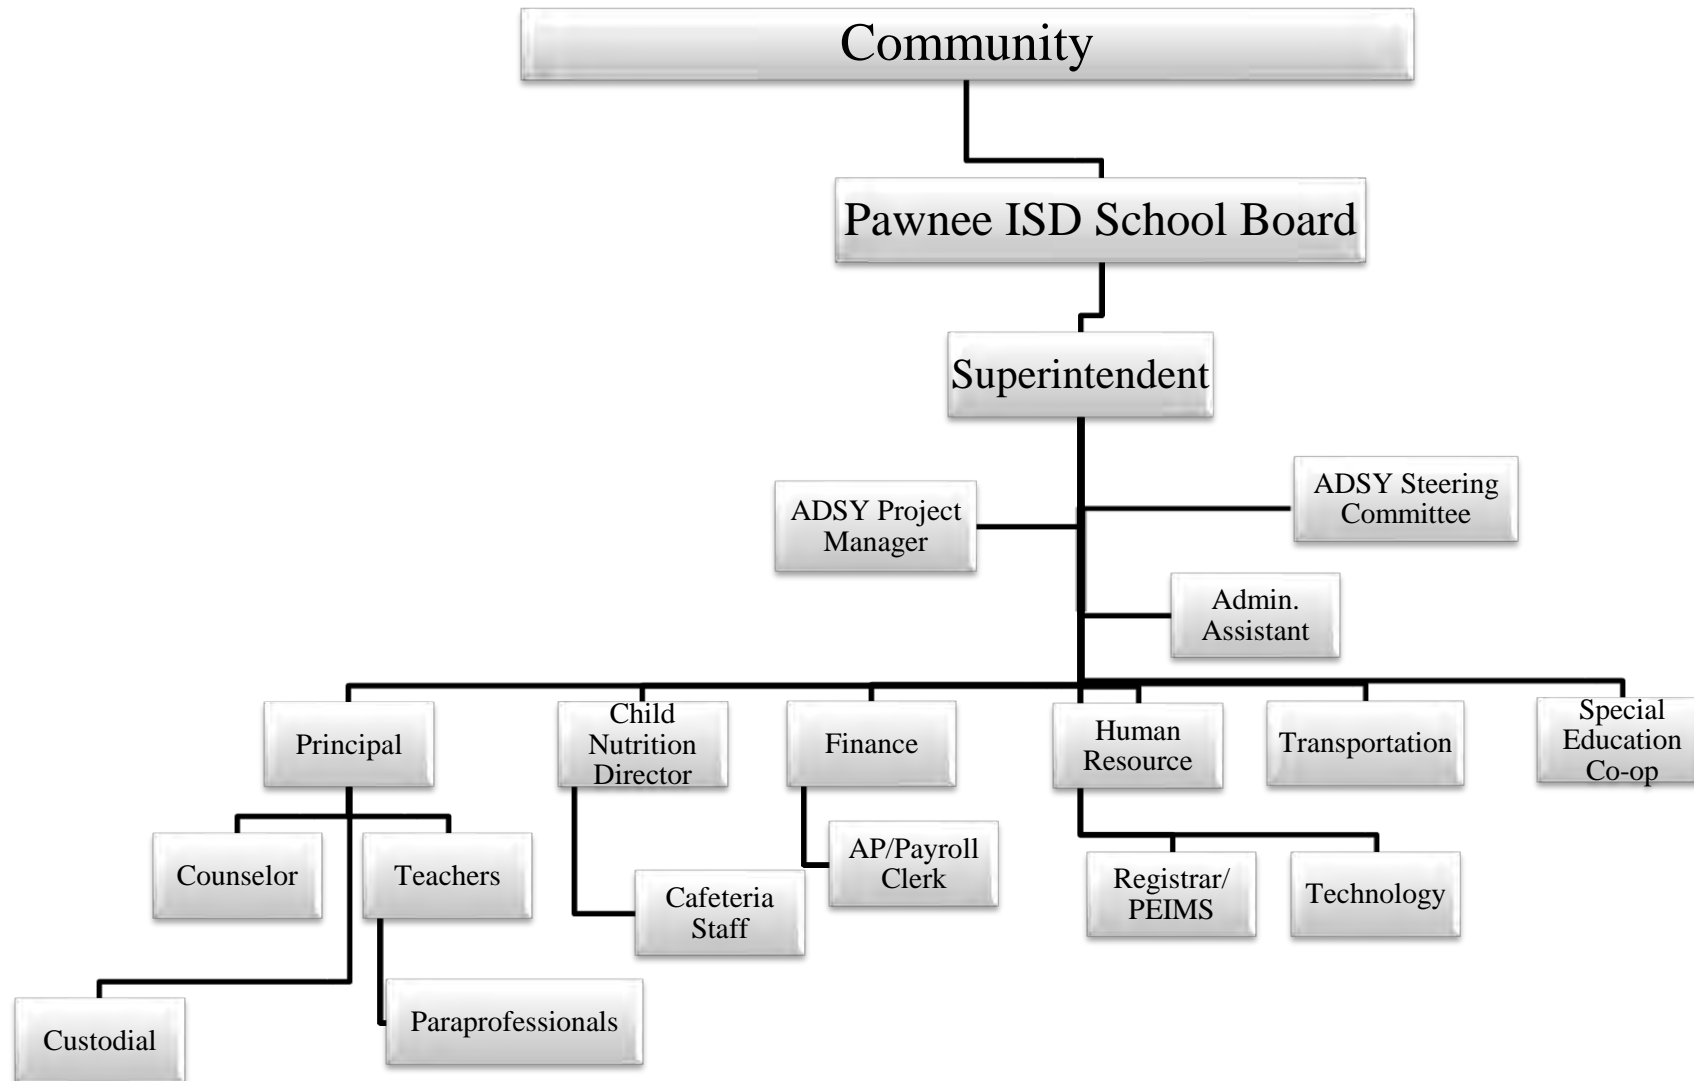 Community
Pawnee ISD School Board
Superintendent
ADSY Project
Manager
ADSY Steering
Committee
Admin.
Assistant
Principal
Child
Nutrition
Director
Finance
Human
Resource
Transportation
Special
Education
Co-op
Counselor
Teachers
Cafeteria
Staff
AP/Payroll
Clerk
Registrar/
PEIMS
Technology
Custodial
Paraprofessionals